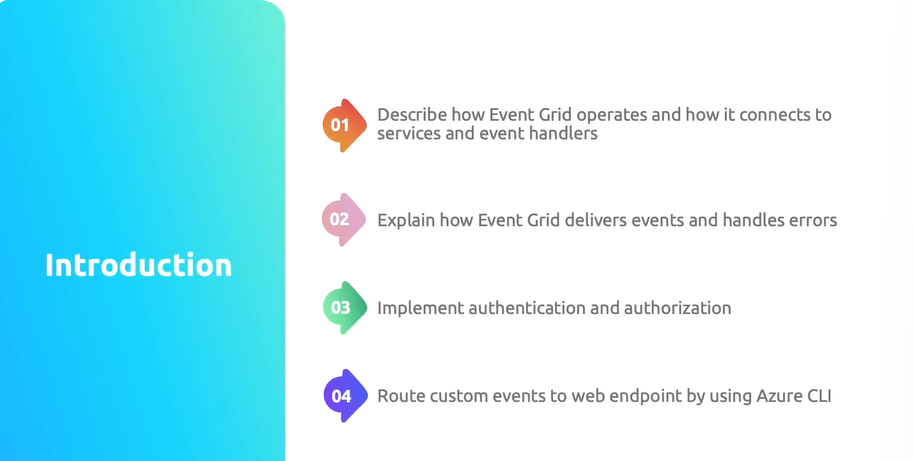 Introduction
01
Describe how Event Grid operates and how it connects to
services and event handlers
02
Explain how Event Grid delivers events and handles errors
03
Implement authentication and authorization
04
Route custom events to web endpoint by using Azure CLI